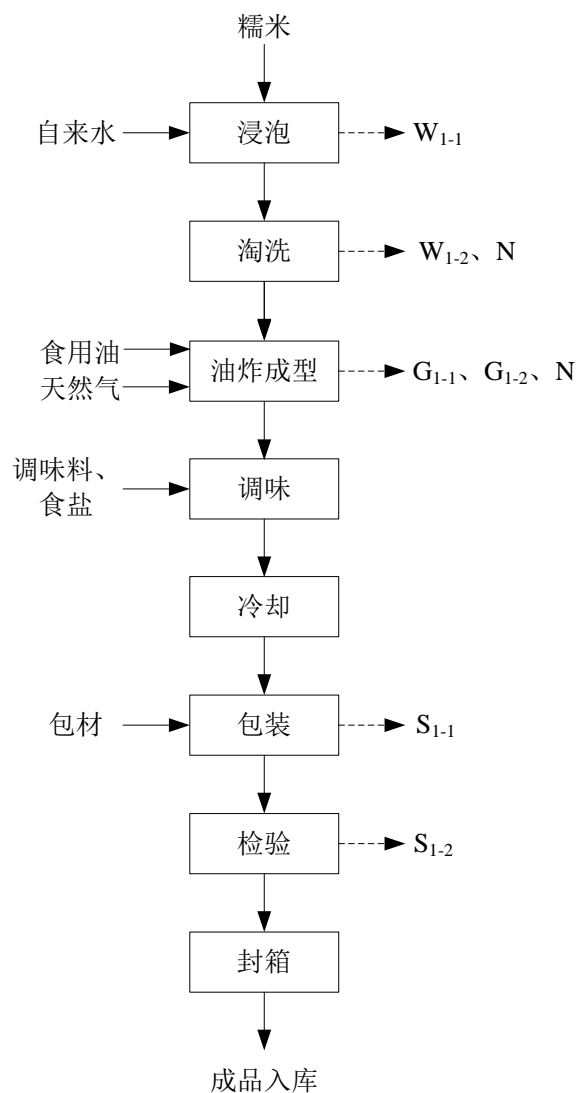 糯米
自来水 浸泡 W₁₋₁
淘洗 W₁₋₂、N
食用油
天然气
油炸成型 G₁₋₁、G₁₋₂、N
调味料、
食盐
调味
冷却
包材 包装 S₁₋₁
检验 S₁₋₂
封箱
成品入库